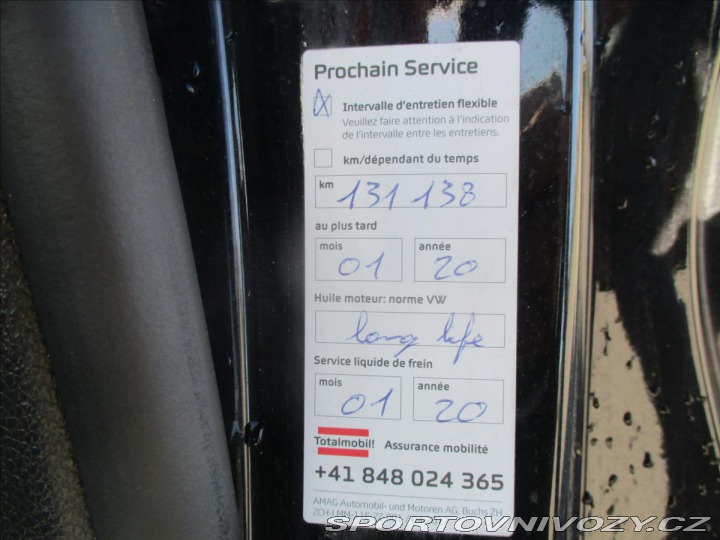 Prochain Service
Intervalle d'entretien flexible
Veuillez faire attention à l'indication
de l'intervalle entre les entretiens.
km/dépendant du temps
km 131 138
au plus tard
mois 01 année 20
Huile moteur: norme VW
long life
Service liquide de frein
mois 01 année 20
Totalmobil! Assurance mobilité
+41 848 024 365
AMAG Automobil- und Motoren AG, Buchs ZH
SPORTOVNIVOZY.CZ